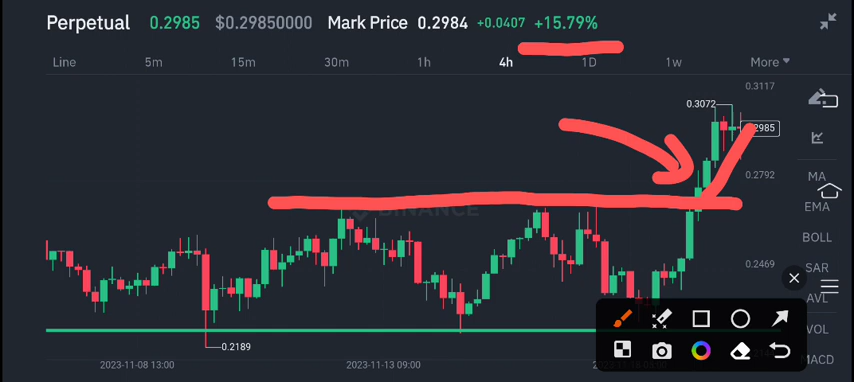 Perpetual 0.2985 $0.29850000 Mark Price 0.2984 +0.0407 +15.79%
Line 5m 15m 30m 1h 4h 1D 1w More
0.3117
0.3072
2985
0.2792
MA
BINANCE
EMA
BOLL
0.2469
SAR
AVL
VOL
0.2189
2023-11-08 13:00 2023-11-13 09:00
MACD